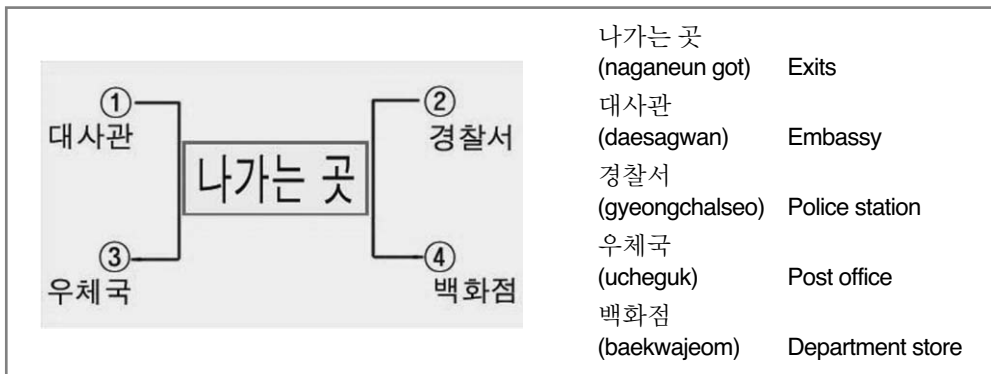 ① ②
대사관 경찰서
나가는 곳
③ ④
우체국 백화점
나가는 곳
(naganeun got) Exits
대사관
(daesagwan) Embassy
경찰서
(gyeongchalseo) Police station
우체국
(ucheguk) Post office
백화점
(baekwajeom) Department store